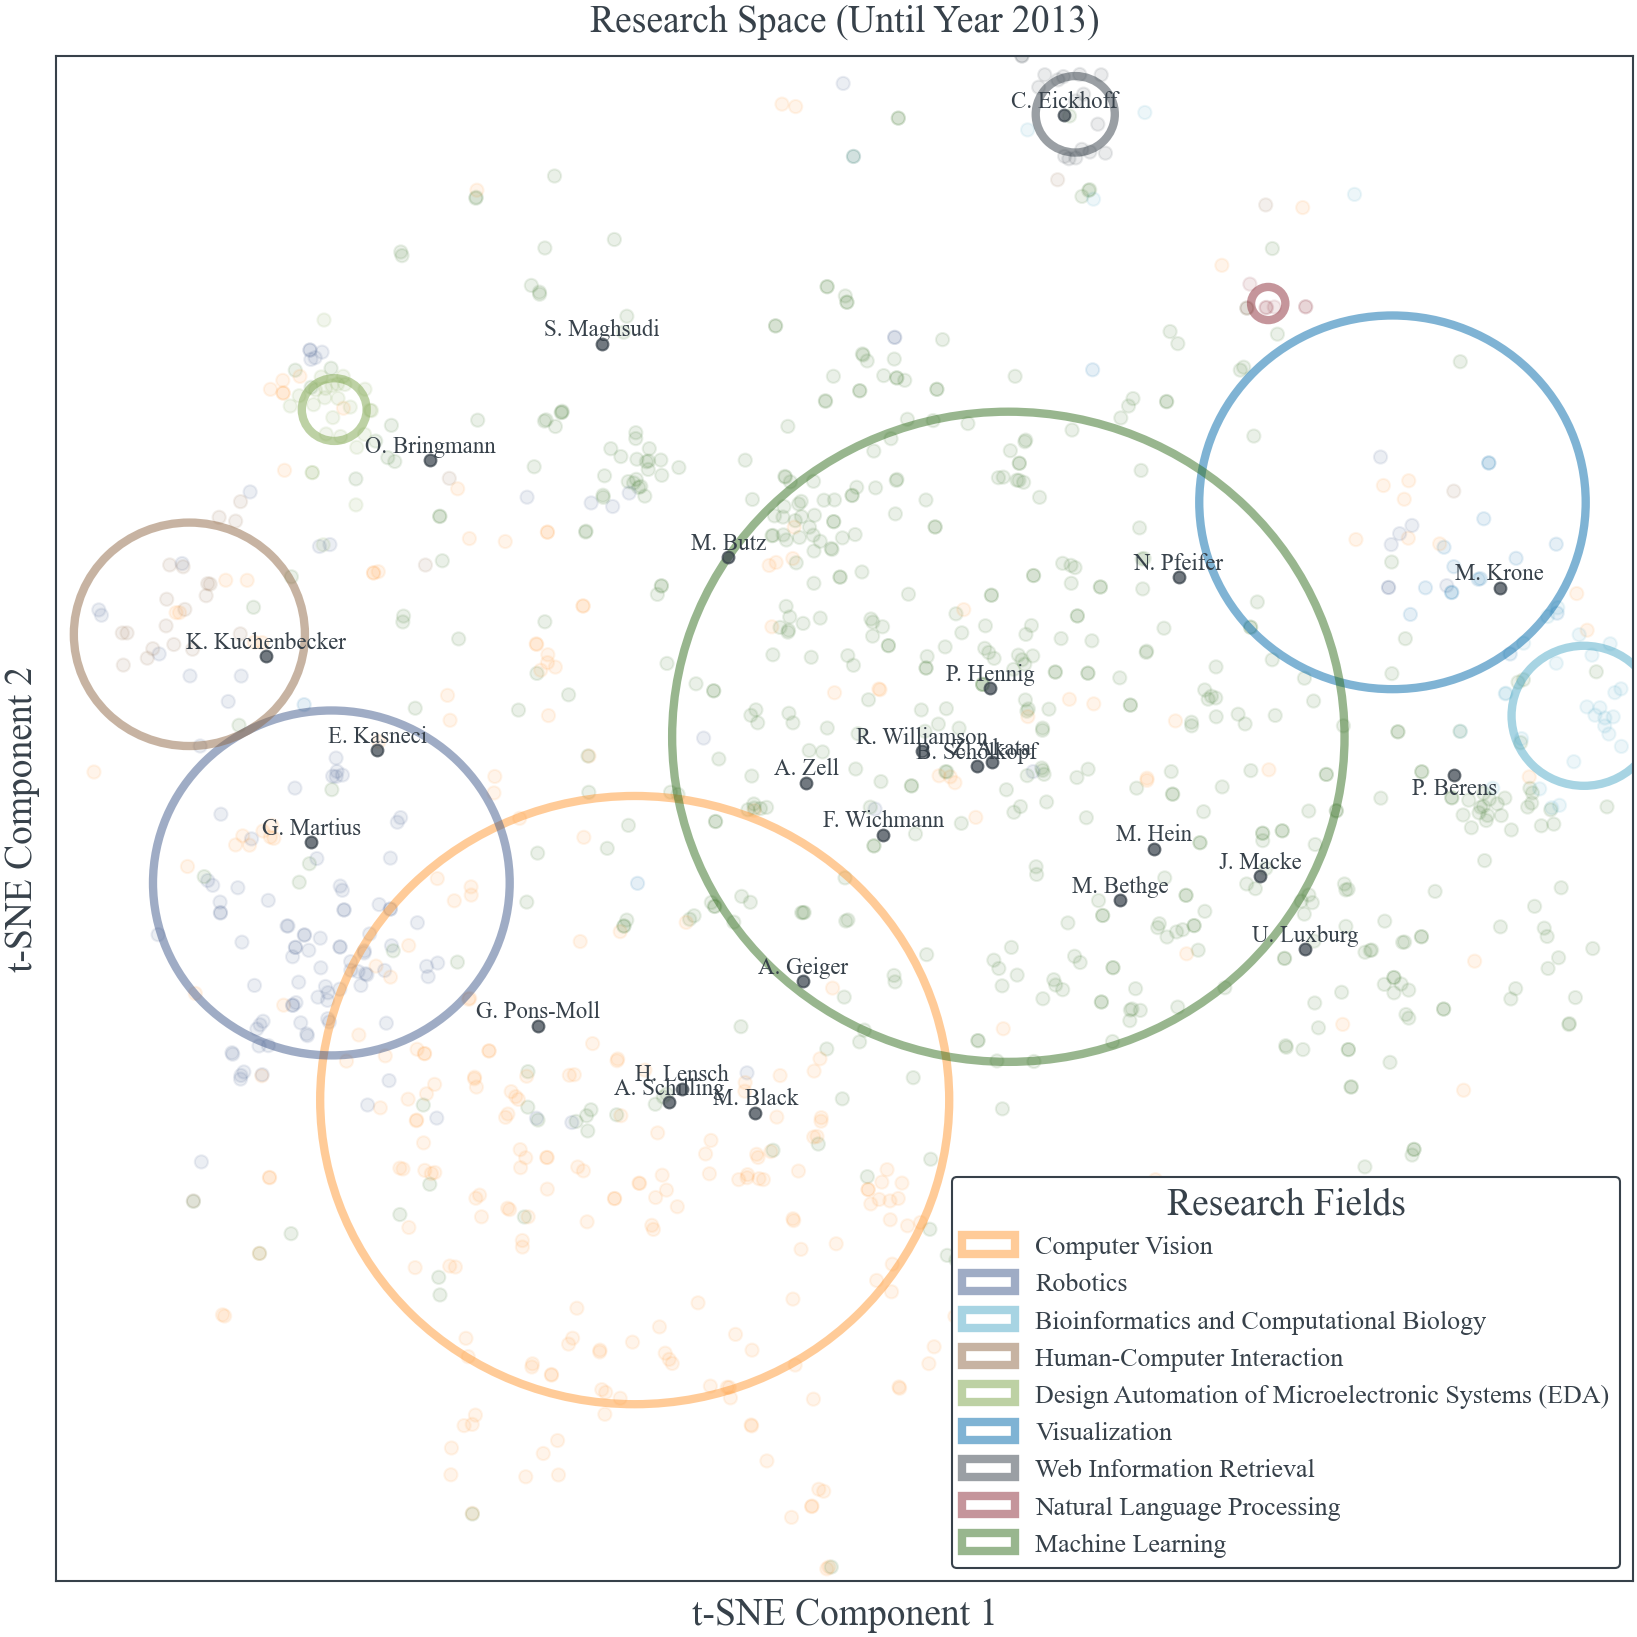 Research Space (Until Year 2013)
C. Eickhoff
S. Maghsudi
O. Bringmann
M. Butz
N. Pfeifer
M. Krone
K. Kuchenbecker
P. Hennig
E. Kasneci
R. Williamson
Z. Akata
B. Schölkopf
A. Zell
P. Berens
G. Martius
F. Wichmann
M. Hein
J. Macke
M. Bethge
U. Luxburg
A. Geiger
G. Pons-Moll
H. Lensch
A. Schilling
M. Black
Research Fields
Computer Vision
Robotics
Bioinformatics and Computational Biology
Human-Computer Interaction
Design Automation of Microelectronic Systems (EDA)
Visualization
Web Information Retrieval
Natural Language Processing
Machine Learning
t-SNE Component 2
t-SNE Component 1